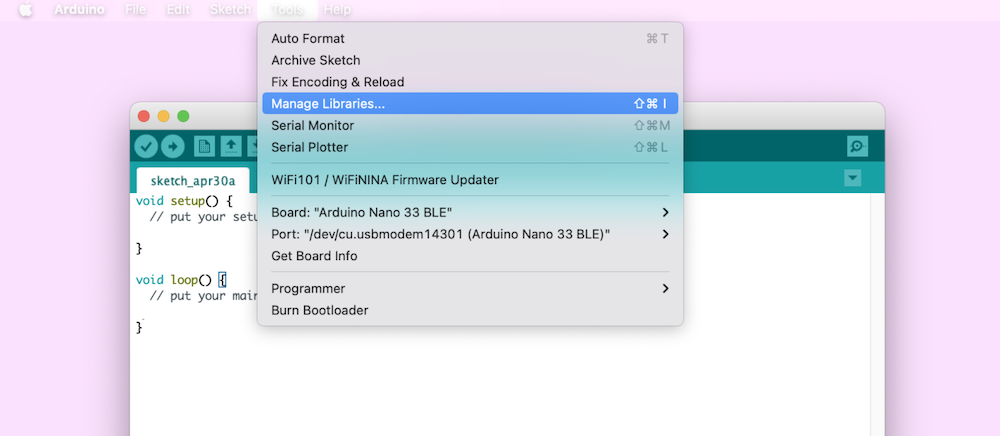 Arduino File Edit Sketch Tools Help
Auto Format ⌘ T
Archive Sketch
Fix Encoding & Reload
Manage Libraries... ⇧⌘ I
Serial Monitor ⇧⌘ M
Serial Plotter ⇧⌘ L
WiFi101 / WiFiNINA Firmware Updater
Board: "Arduino Nano 33 BLE"
Port: "/dev/cu.usbmodem14301 (Arduino Nano 33 BLE)"
Get Board Info
Programmer
Burn Bootloader
sketch_apr30a
void setup() {
// put your setu
}
void loop() {
// put your main
}